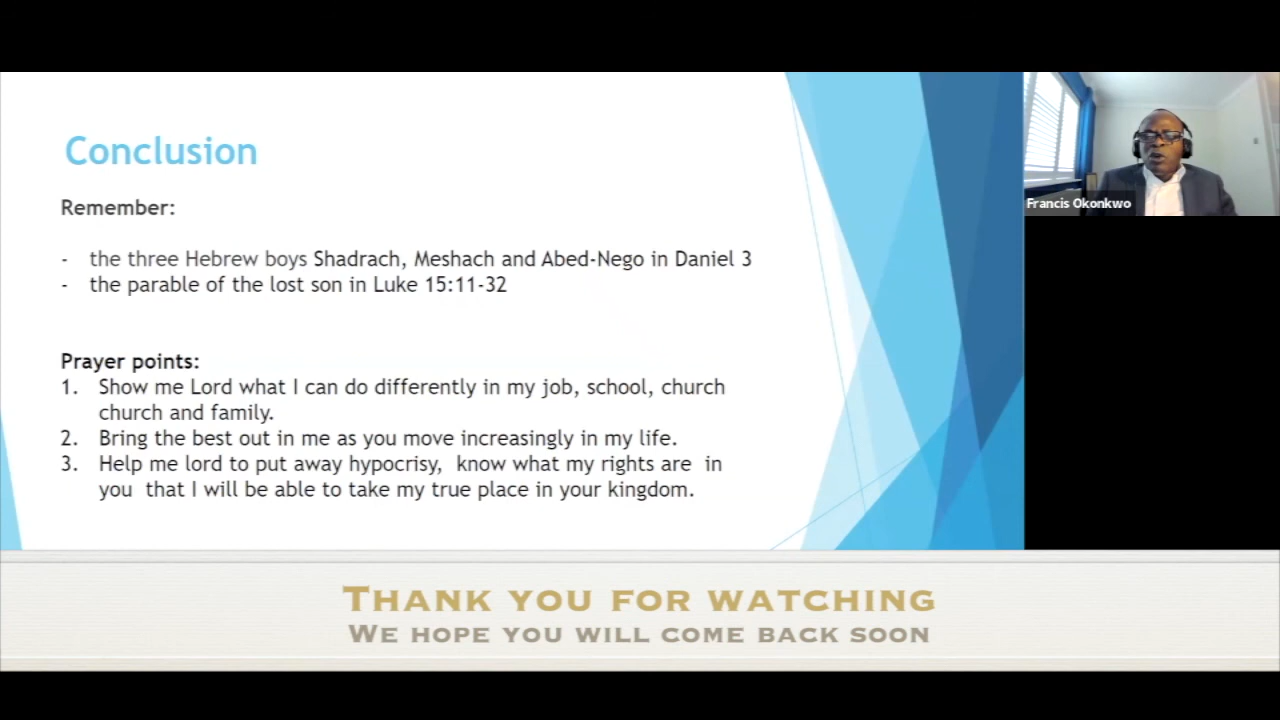 Conclusion
Remember:
- the three Hebrew boys Shadrach, Meshach and Abed-Nego in Daniel 3
- the parable of the lost son in Luke 15:11-32
Prayer points:
1. Show me Lord what I can do differently in my job, school, church
church and family.
2. Bring the best out in me as you move increasingly in my life.
3. Help me lord to put away hypocrisy, know what my rights are in
you that I will be able to take my true place in your kingdom.
Francis Okonkwo
THANK YOU FOR WATCHING
WE HOPE YOU WILL COME BACK SOON